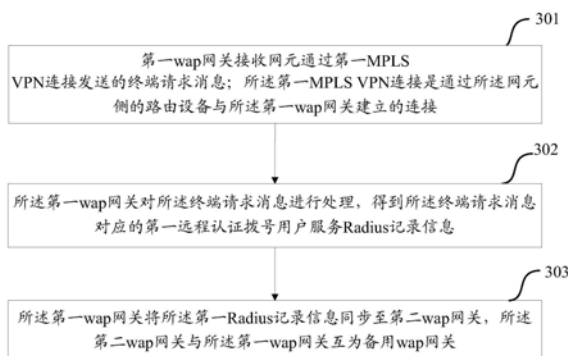 301
第一wap网关接收网元通过第一MPLS
VPN连接发送的终端请求消息；所述第一MPLS VPN连接是通过所述网元
侧的路由设备与所述第一wap网关建立的连接
302
所述第一wap网关对所述终端请求消息进行处理，得到所述终端请求消息
对应的第一远程认证拨号用户服务Radius记录信息
303
所述第一wap网关将所述第一Radius记录信息同步至第二wap网关，所述
第二wap网关与所述第一wap网关互为备用wap网关